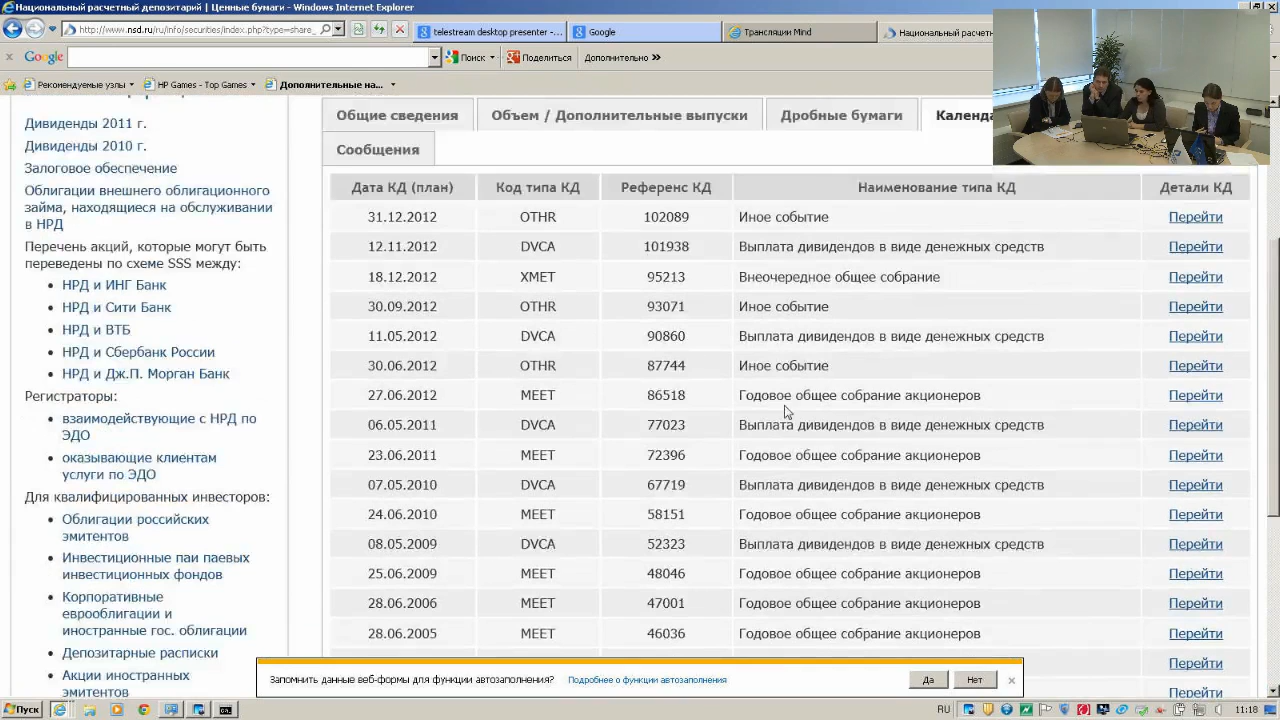 Национальный расчетный депозитарий | Ценные бумаги - Windows Internet Explorer
http://www.nsd.ru/ru/info/securities/index.php?type=share_
telestream desktop presenter -...
Google
Трансляции Mind
Национальный расчетн
Google
Поиск
Поделиться
Дополнительно »
Рекомендуемые узлы
HP Games - Top Games
Дополнительные на...
Дивиденды 2011 г.
Дивиденды 2010 г.
Залоговое обеспечение
Облигации внешнего облигационного
займа, находящиеся на обслуживании
в НРД
Перечень акций, которые могут быть
переведены по схеме SSS между:
НРД и ИНГ Банк
НРД и Сити Банк
НРД и ВТБ
НРД и Сбербанк России
НРД и Дж.П. Морган Банк
Регистраторы:
взаимодействующие с НРД по
ЭДО
оказывающие клиентам
услуги по ЭДО
Для квалифицированных инвесторов:
Облигации российских
эмитентов
Инвестиционные паи паевых
инвестиционных фондов
Корпоративные
еврооблигации и
иностранные гос. облигации
Депозитарные расписки
Акции иностранных
эмитентов
Общие сведения Объем / Дополнительные выпуски Дробные бумаги Календа
Сообщения
Дата КД (план) Код типа КД Референс КД Наименование типа КД Детали КД
31.12.2012 OTHR 102089 Иное событие Перейти
12.11.2012 DVCA 101938 Выплата дивидендов в виде денежных средств Перейти
18.12.2012 XMET 95213 Внеочередное общее собрание Перейти
30.09.2012 OTHR 93071 Иное событие Перейти
11.05.2012 DVCA 90860 Выплата дивидендов в виде денежных средств Перейти
30.06.2012 OTHR 87744 Иное событие Перейти
27.06.2012 MEET 86518 Годовое общее собрание акционеров Перейти
06.05.2011 DVCA 77023 Выплата дивидендов в виде денежных средств Перейти
23.06.2011 MEET 72396 Годовое общее собрание акционеров Перейти
07.05.2010 DVCA 67719 Выплата дивидендов в виде денежных средств Перейти
24.06.2010 MEET 58151 Годовое общее собрание акционеров Перейти
08.05.2009 DVCA 52323 Выплата дивидендов в виде денежных средств Перейти
25.06.2009 MEET 48046 Годовое общее собрание акционеров Перейти
28.06.2006 MEET 47001 Годовое общее собрание акционеров Перейти
28.06.2005 MEET 46036 Годовое общее собрание акционеров Перейти
Перейти
Перейти
Запомнить данные веб-формы для функции автозаполнения? Подробнее о функции автозаполнения Да Нет
Пуск
RU
11:18